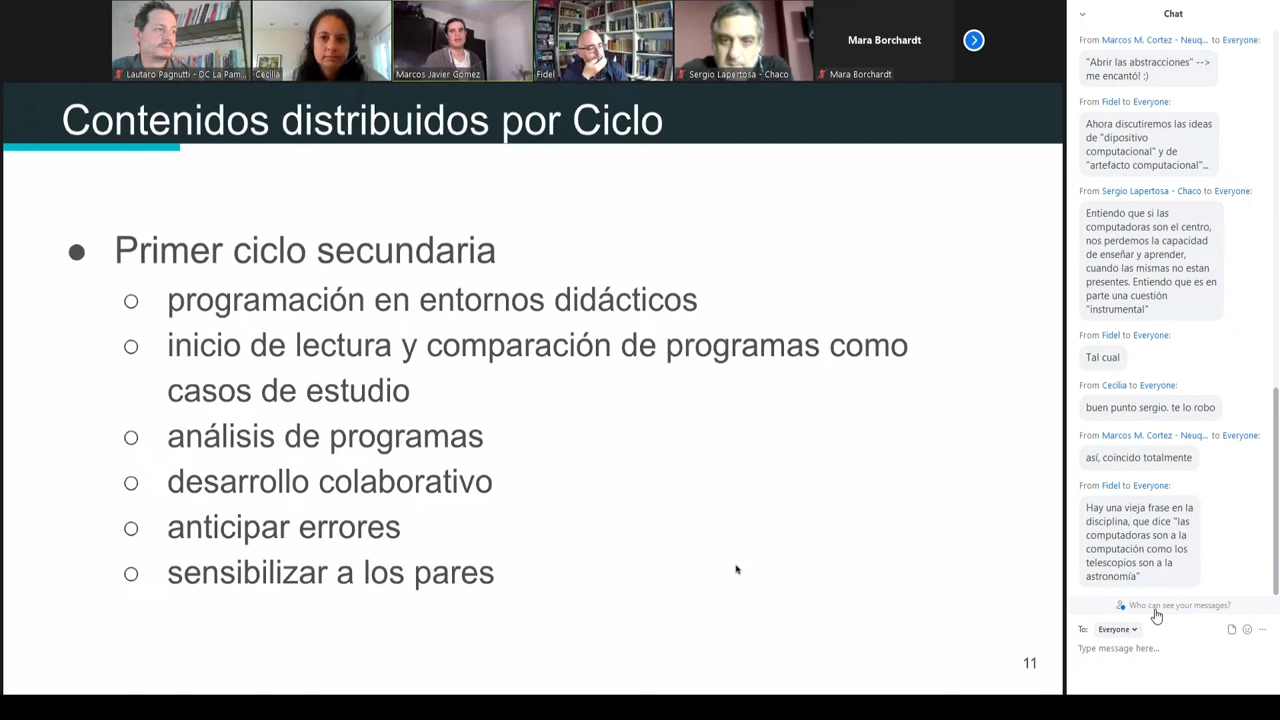 Lautaro Pagnutti - DC La Pam...
Cecilia
Marcos Javier Gómez
Fidel
Sergio Lapertosa - Chaco
Mara Borchardt
Mara Borchardt
Contenidos distribuidos por Ciclo
● Primer ciclo secundaria
○ programación en entornos didácticos
○ inicio de lectura y comparación de programas como
casos de estudio
○ análisis de programas
○ desarrollo colaborativo
○ anticipar errores
○ sensibilizar a los pares
11
Chat
From Marcos M. Cortez - Neuq... to Everyone:
"Abrir las abstracciones" -->
me encantó! :)
From Fidel to Everyone:
Ahora discutiremos las ideas
de "dipositivo
computacional" y de
"artefacto computacional"...
From Sergio Lapertosa - Chaco to Everyone:
Entiendo que si las
computadoras son el centro,
nos perdemos la capacidad
de enseñar y aprender,
cuando las mismas no estan
presentes. Entiendo que es en
parte una cuestión
"instrumental"
From Fidel to Everyone:
Tal cual
From Cecilia to Everyone:
buen punto sergio. te lo robo
From Marcos M. Cortez - Neuq... to Everyone:
así, coincido totalmente
From Fidel to Everyone:
Hay una vieja frase en la
disciplina, que dice "las
computadoras son a la
computación como los
telescopios son a la
astronomía"
Who can see your messages?
To: Everyone
Type message here...